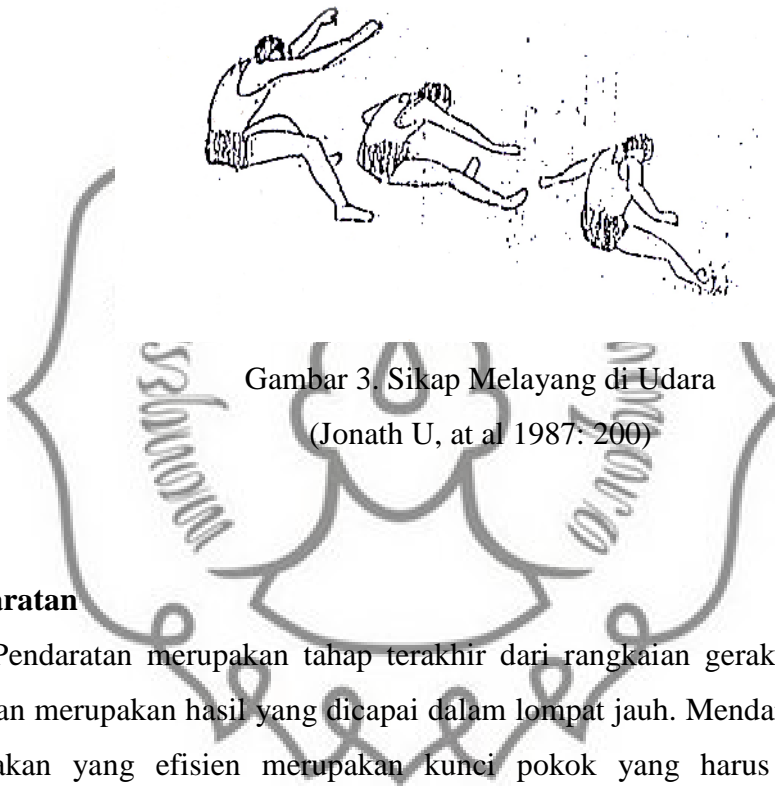 Gambar 3. Sikap Melayang di Udara
(Jonath U, at al 1987: 200)
aratan
Pendaratan merupakan tahap terakhir dari rangkaian gerak
an merupakan hasil yang dicapai dalam lompat jauh. Menda
akan yang efisien merupakan kunci pokok yang harus